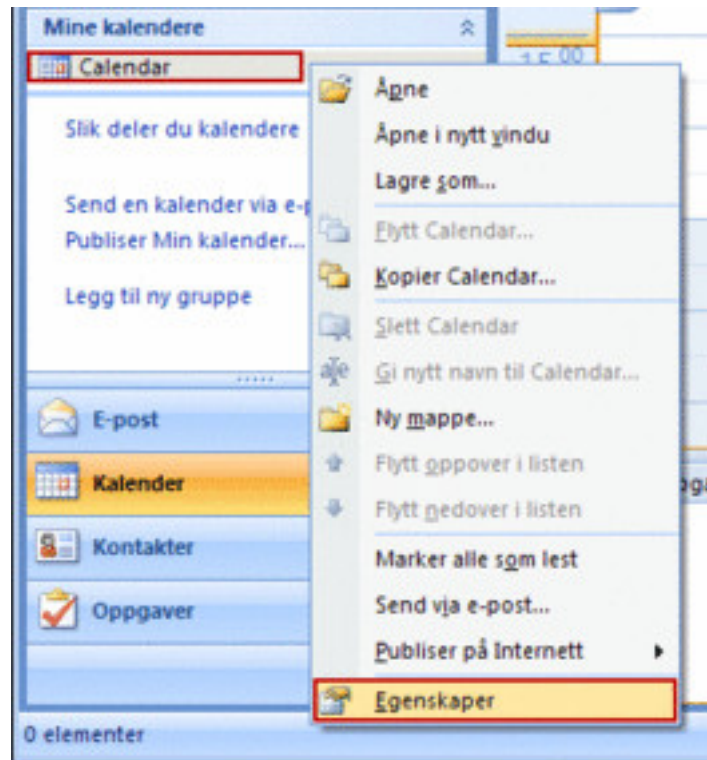 Mine kalendere
Calendar
15 00
Slik deler du kalendere
Send en kalender via
Publiser Min kalender...
Legg til ny gruppe
E-post
Kalender
Kontakter
Oppgaver
0 elementer
Åpne
Åpne i nytt vindu
Lagre som...
Flytt Calendar...
Kopier Calendar...
Slett Calendar
Gi nytt navn til Calendar...
Ny mappe...
Flytt oppover i listen
Flytt nedover i listen
Marker alle som lest
Send via e-post...
Publiser på Internett
Egenskaper